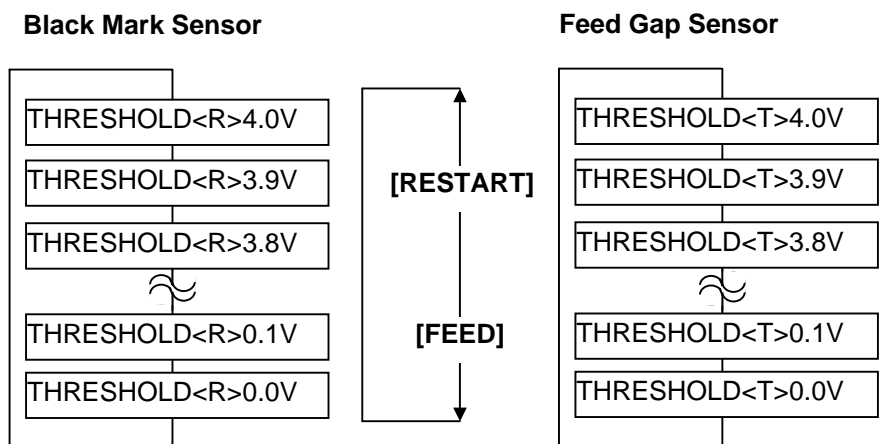 Black Mark Sensor
Feed Gap Sensor
THRESHOLD<R>4.0V
THRESHOLD<R>3.9V
THRESHOLD<R>3.8V
THRESHOLD<R>0.1V
THRESHOLD<R>0.0V
[RESTART]
[FEED]
THRESHOLD<T>4.0V
THRESHOLD<T>3.9V
THRESHOLD<T>3.8V
THRESHOLD<T>0.1V
THRESHOLD<T>0.0V